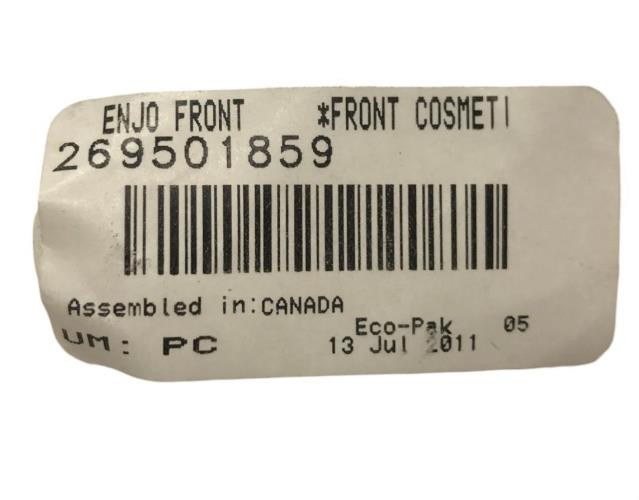 ENJO FRONT *FRONT COSMETI
269501859
Assembled in:CANADA
Eco-Pak 05
UM: PC 13 Jul 2011